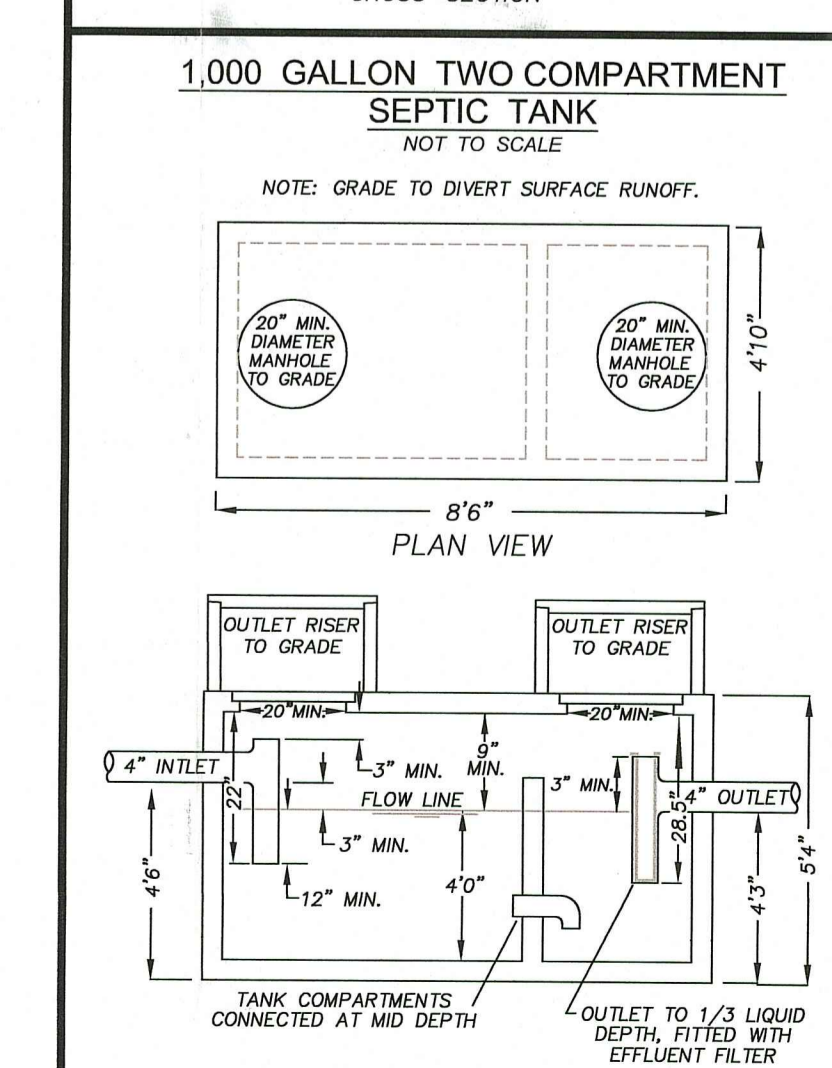 1,000 GALLON TWO COMPARTMENT
SEPTIC TANK
NOT TO SCALE
NOTE: GRADE TO DIVERT SURFACE RUNOFF.
20" MIN.
DIAMETER
MANHOLE
TO GRADE
20" MIN.
DIAMETER
MANHOLE
TO GRADE
4'10"
8'6"
PLAN VIEW
OUTLET RISER
TO GRADE
OUTLET RISER
TO GRADE
20"MIN.
20"MIN.
4" INTLET
22"
3" MIN.
9"
MIN.
3" MIN.
28.5"
4" OUTLET
FLOW LINE
3" MIN.
12" MIN.
4'6"
4'0"
4'3"
5'4"
TANK COMPARTMENTS
CONNECTED AT MID DEPTH
OUTLET TO 1/3 LIQUID
DEPTH, FITTED WITH
EFFLUENT FILTER